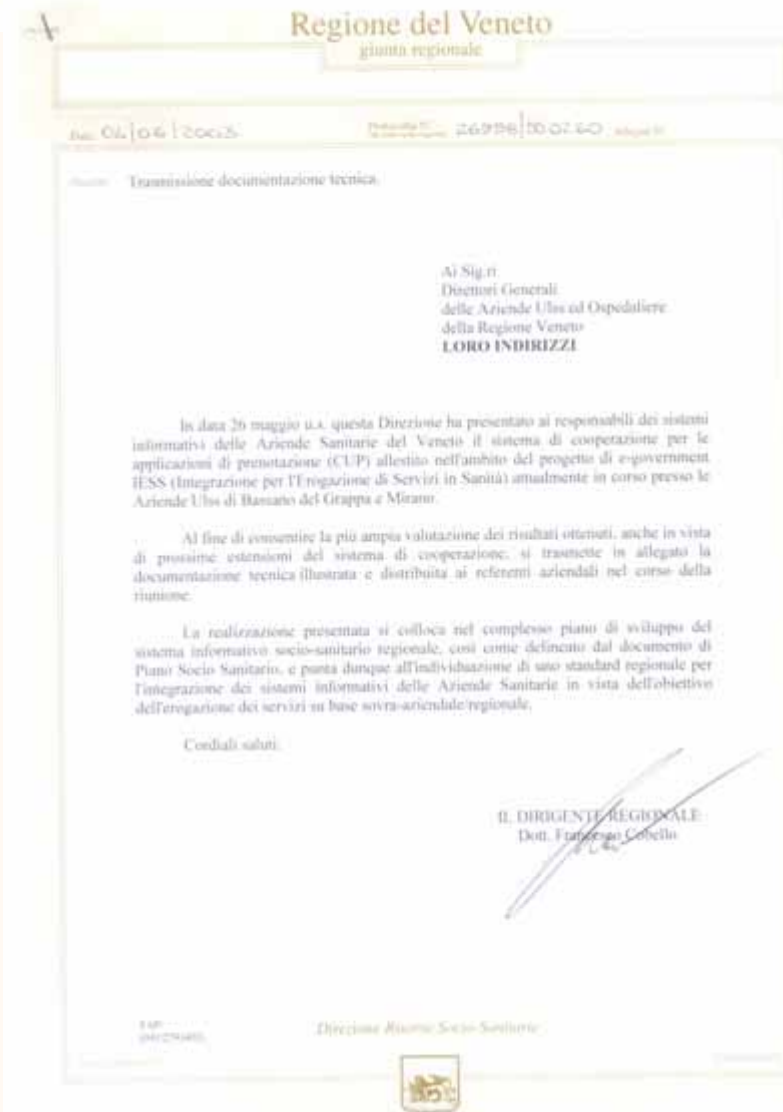 Regione del Veneto
giunta regionale
04/06/2003 26998/50.02.60
Trasmissione documentazione tecnica.
Ai Sig.ri
Direttori Generali
delle Aziende Ulss ed Ospedaliere
della Regione Veneto
LORO INDIRIZZI
In data 26 maggio u.s. questa Direzione ha presentato ai responsabili dei sistemi
informativi delle Aziende Sanitarie del Veneto il sistema di cooperazione per le
applicazioni di prenotazione (CUP) allestito nell'ambito del progetto di e-government
IESS (Integrazione per l'Erogazione di Servizi in Sanità) attualmente in corso presso le
Aziende Ulss di Bassano del Grappa e Mirano.
Al fine di consentire la più ampia valutazione dei risultati ottenuti, anche in vista
di prossime estensioni del sistema di cooperazione, si trasmette in allegato la
documentazione tecnica illustrata e distribuita ai referenti aziendali nel corso della
riunione.
La realizzazione presentata si colloca nel complesso piano di sviluppo del
sistema informativo socio-sanitario regionale, così come delineato dal documento di
Piano Socio Sanitario, e punta dunque all'individuazione di uno standard regionale per
l'integrazione dei sistemi informativi delle Aziende Sanitarie in vista dell'obiettivo
dell'erogazione dei servizi su base sovra-aziendale/regionale.
Cordiali saluti.
IL DIRIGENTE REGIONALE
Dott. Francesco Cobello
Direzione Risorse Socio-Sanitarie